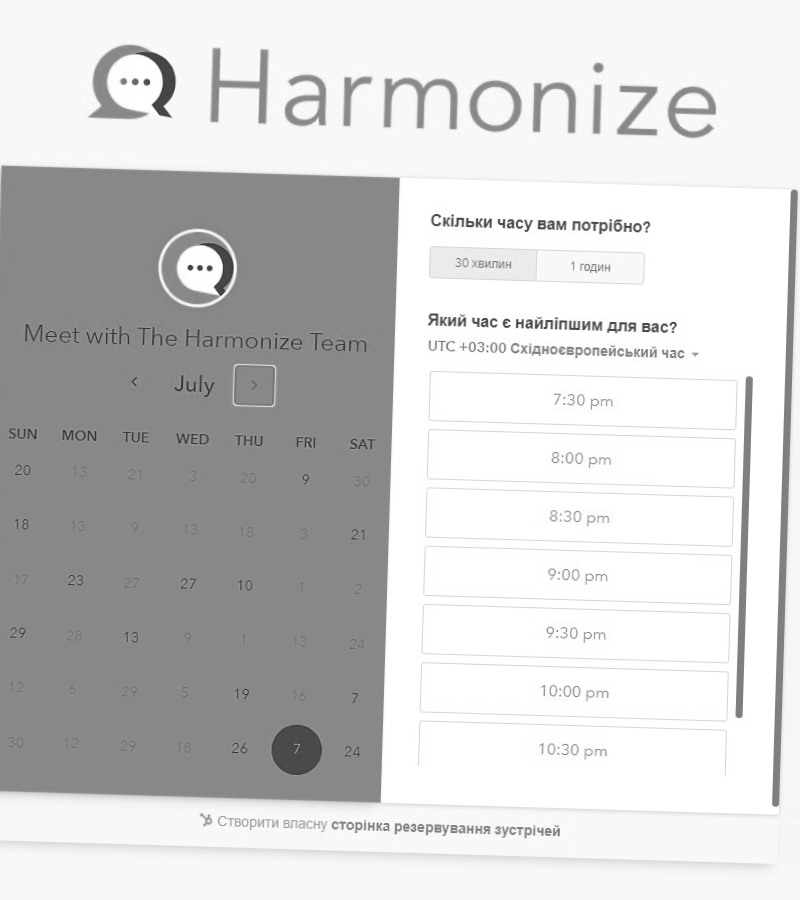 Harmonize
Meet with The Harmonize Team
July
SUN MON TUE WED THU FRI SAT
20 13 21 3 20 9 30
18 13 9 13 18 3 21
17 23 27 27 10 1 2
29 28 13 9 1 13 24
12 6 29 5 19 16 7
30 12 29 18 26 7 24
Скільки часу вам потрібно?
30 хвилин 1 годин
Який час є найліпшим для вас?
UTC +03:00 Східноєвропейський час
7:30 pm
8:00 pm
8:30 pm
9:00 pm
9:30 pm
10:00 pm
10:30 pm
Створити власну сторінка резервування зустрічей